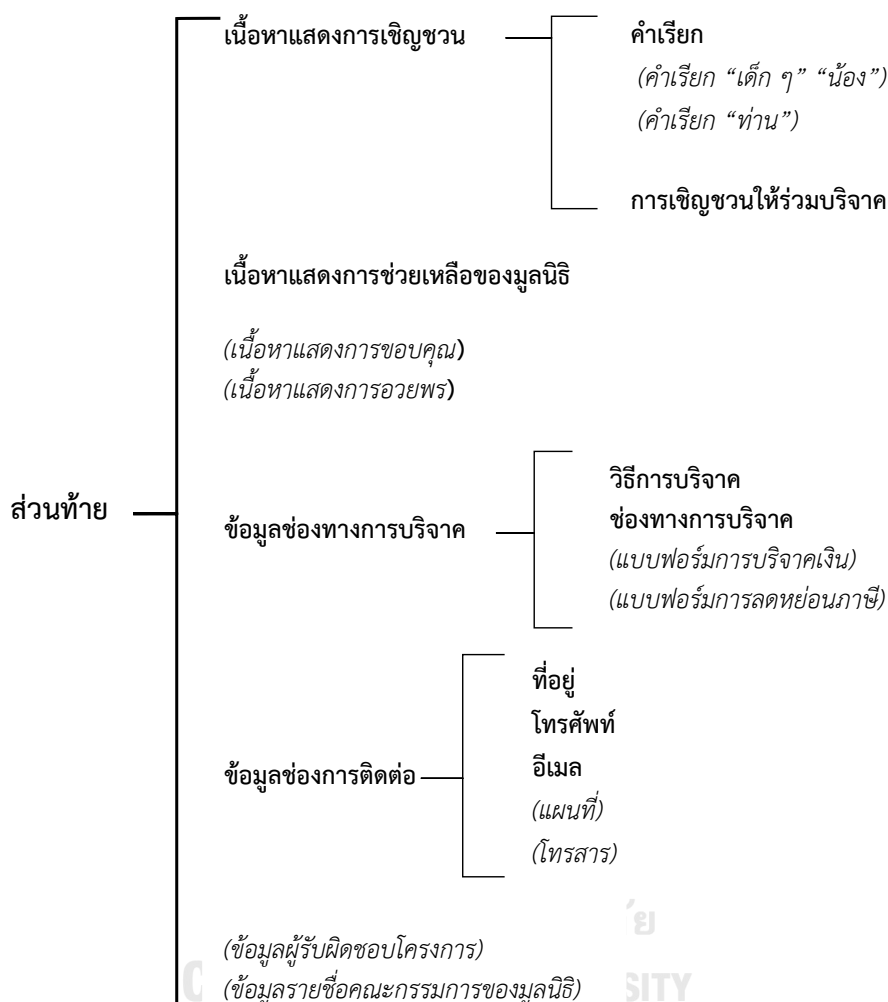 เนื้อหาแสดงการเชิญชวน
คำเรียก
(คำเรียก “เด็ก ๆ” “น้อง”)
(คำเรียก “ท่าน”)
การเชิญชวนให้ร่วมบริจาค
เนื้อหาแสดงการช่วยเหลือของมูลนิธิ
(เนื้อหาแสดงการขอบคุณ)
(เนื้อหาแสดงการอวยพร)
ส่วนท้าย
ข้อมูลช่องทางการบริจาค
วิธีการบริจาค
ช่องทางการบริจาค
(แบบฟอร์มการบริจาคเงิน)
(แบบฟอร์มการลดหย่อนภาษี)
ข้อมูลช่องการติดต่อ
ที่อยู่
โทรศัพท์
อีเมล
(แผนที่)
(โทรสาร)
(ข้อมูลผู้รับผิดชอบโครงการ)
(ข้อมูลรายชื่อคณะกรรมการของมูลนิธิ)